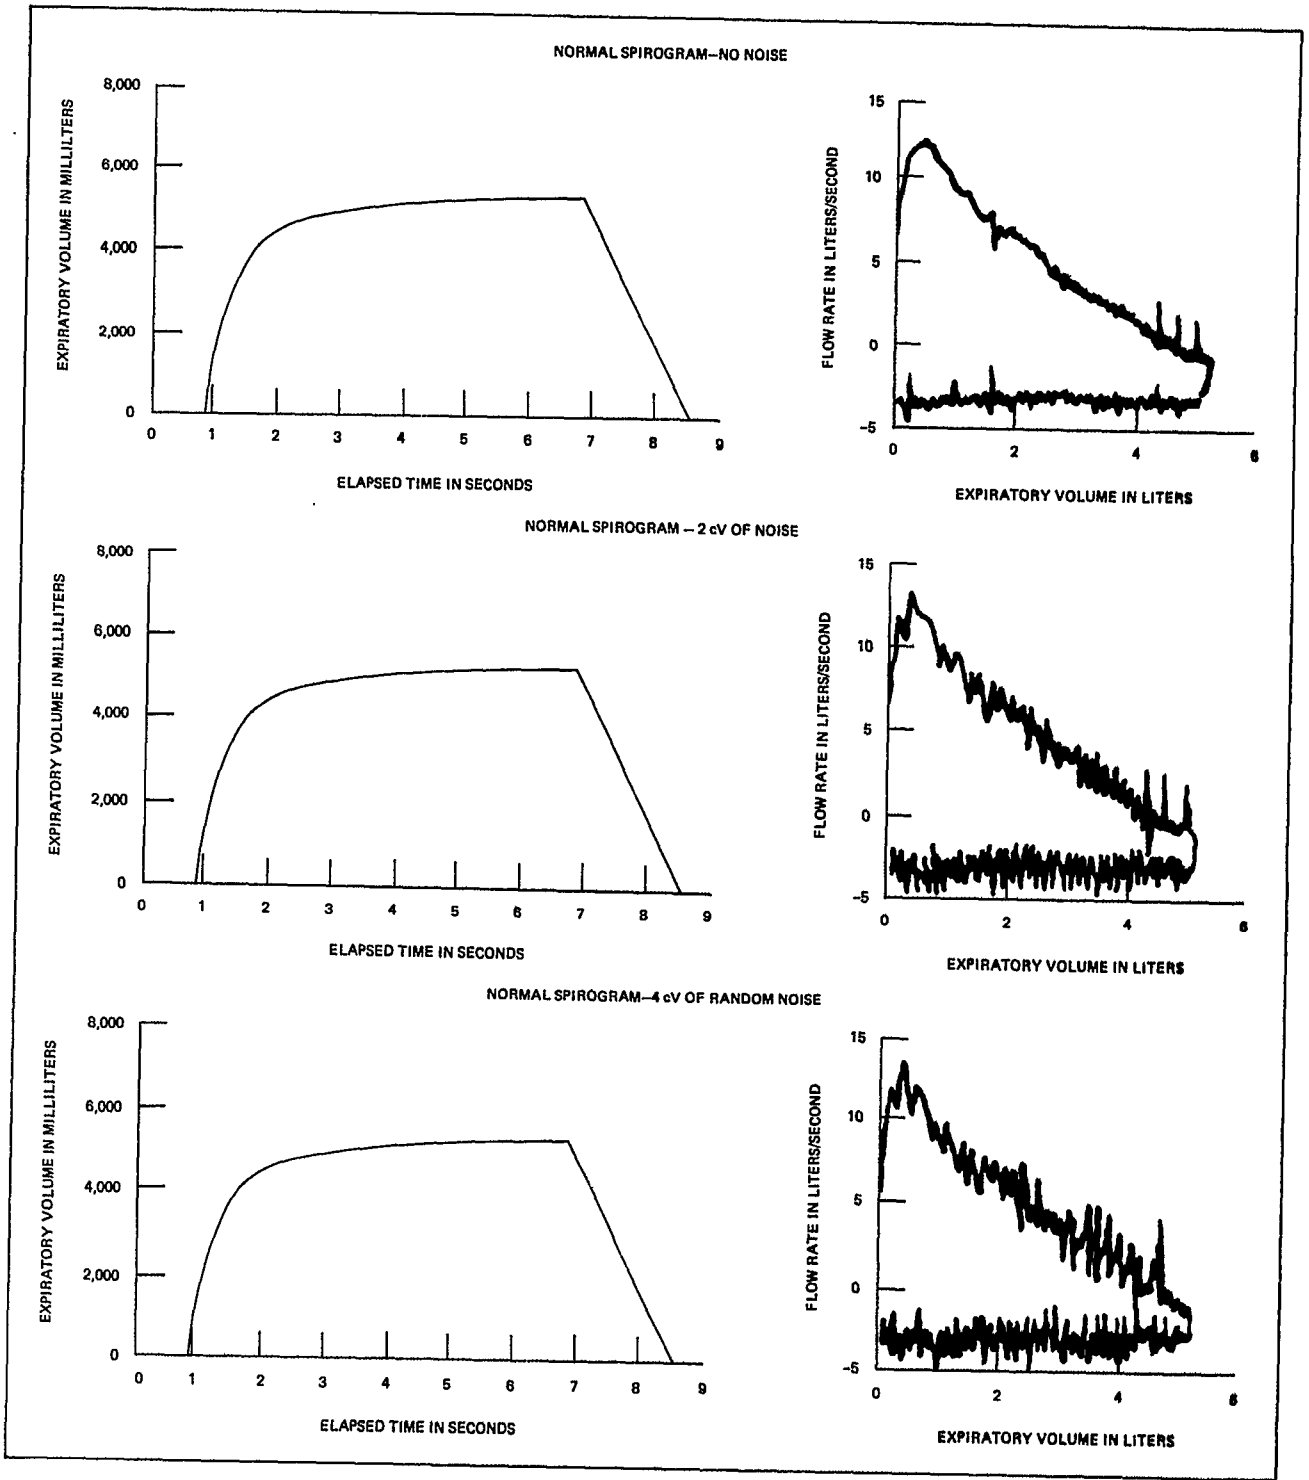 NORMAL SPIROGRAM—NO NOISE
EXPIRATORY VOLUME IN MILLILTERS
8,000
6,000
4,000
2,000
0
0 1 2 3 4 5 6 7 8 9
ELAPSED TIME IN SECONDS
FLOW RATE IN LITERS/SECOND
15
10
5
0
–5
0 2 4 6
EXPIRATORY VOLUME IN LITERS
NORMAL SPIROGRAM — 2 cV OF NOISE
EXPIRATORY VOLUME IN MILLILITERS
8,000
6,000
4,000
2,000
0
0 1 2 3 4 5 6 7 8 9
ELAPSED TIME IN SECONDS
FLOW RATE IN LITERS/SECOND
15
10
5
0
–5
0 2 4 6
EXPIRATORY VOLUME IN LITERS
NORMAL SPIROGRAM—4 cV OF RANDOM NOISE
EXPIRATORY VOLUME IN MILLILITERS
8,000
6,000
4,000
2,000
0
0 1 2 3 4 5 6 7 8 9
ELAPSED TIME IN SECONDS
FLOW RATE IN LITERS/SECOND
15
10
5
0
–5
0 2 4 6
EXPIRATORY VOLUME IN LITERS